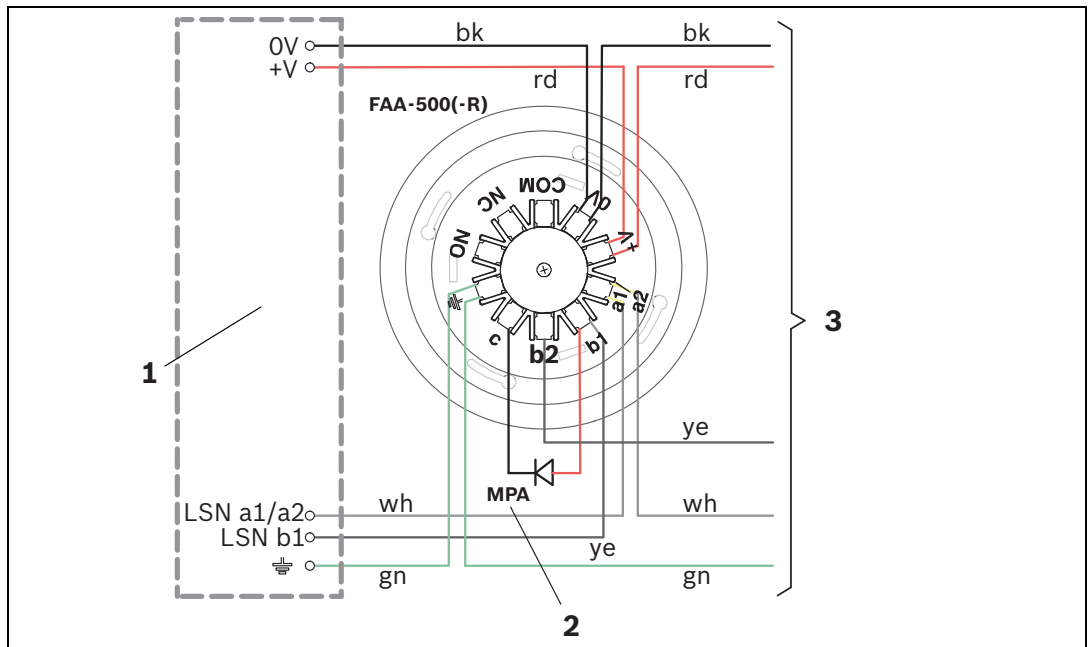 0V
bk
bk
+V
rd
rd
FAA-500(-R)
COM
NC
0V
NO
V+
a1
a2
c
b2
b1
1
3
ye
MPA
LSN a1/a2
wh
wh
LSN b1
ye
gn
gn
2